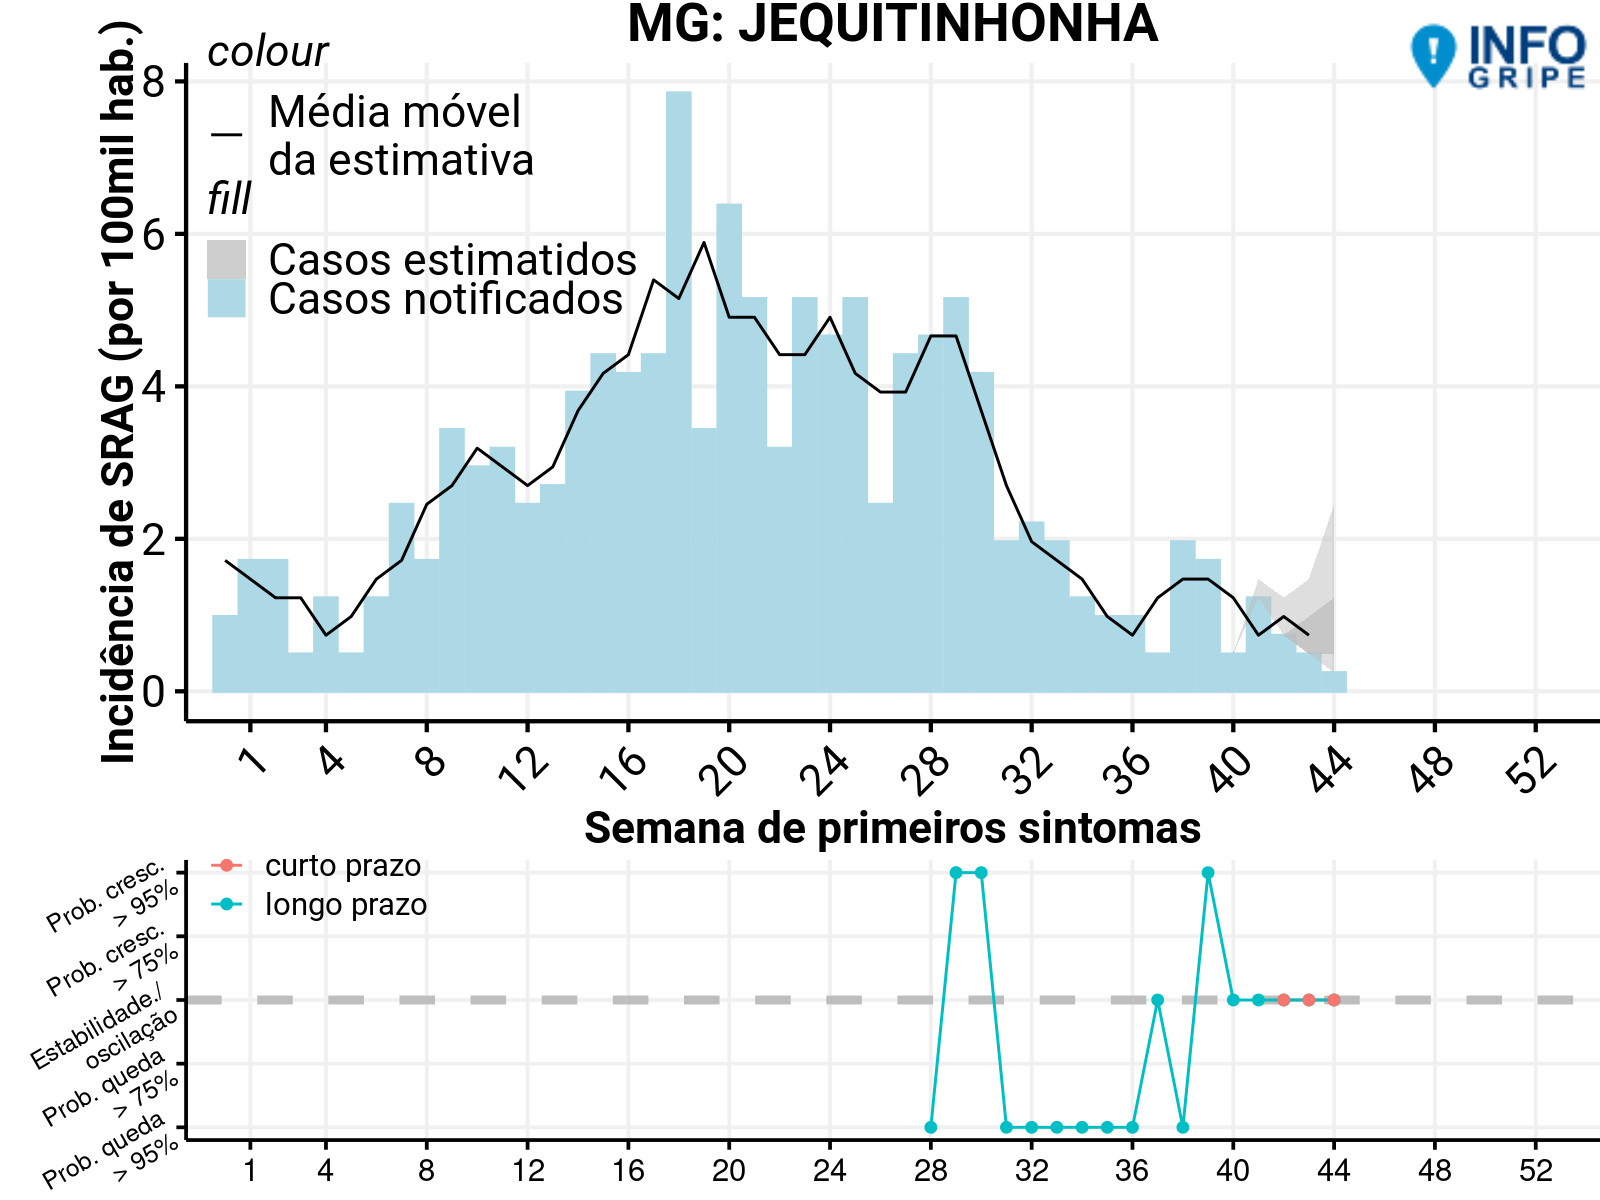 MG: JEQUITINHONHA
INFO
GRIPE
colour
Média móvel
da estimativa
fill
Casos estimatidos
Casos notificados
Incidência de SRAG (por 100mil hab.)
8
6
4
2
0
1 4 8 12 16 20 24 28 32 36 40 44 48 52
Semana de primeiros sintomas
curto prazo
longo prazo
Prob. cresc.
> 95%
Prob. cresc.
> 75%
Estabilidade./
oscilação
Prob. queda
> 75%
Prob. queda
> 95%
1 4 8 12 16 20 24 28 32 36 40 44 48 52